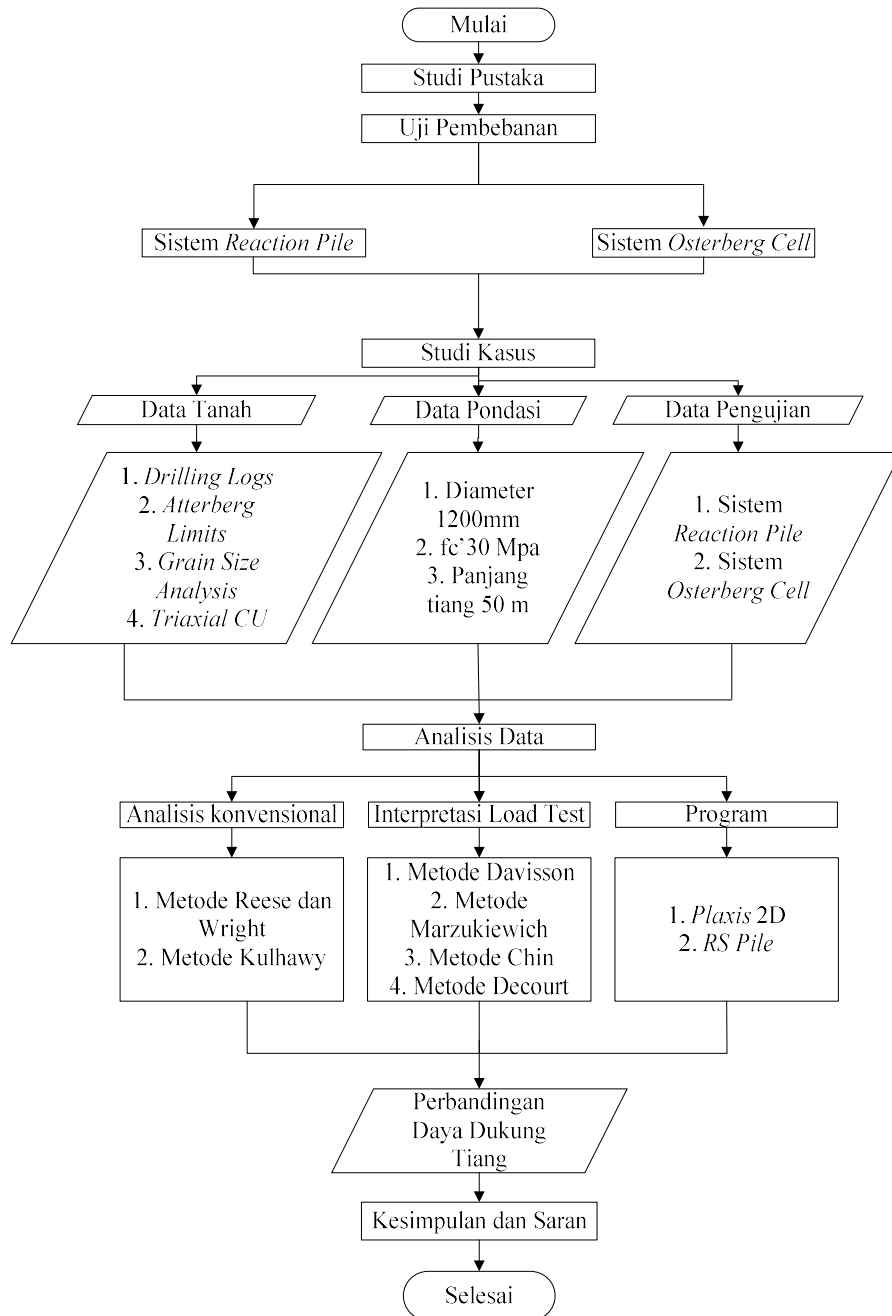 Mulai
Studi Pustaka
Uji Pembebanan
Sistem Reaction Pile
Sistem Osterberg Cell
Studi Kasus
Data Tanah
Data Pondasi
Data Pengujian
1. Drilling Logs
2. Atterberg
Limits
3. Grain Size
Analysis
4. Triaxial CU
1. Diameter
1200mm
2. fc’30 Mpa
3. Panjang
tiang 50 m
1. Sistem
Reaction Pile
2. Sistem
Osterberg Cell
Analisis Data
Analisis konvensional
Interpretasi Load Test
Program
1. Metode Reese dan
Wright
2. Metode Kulhawy
1. Metode Davisson
2. Metode
Marzukiewich
3. Metode Chin
4. Metode Decourt
1. Plaxis 2D
2. RS Pile
Perbandingan
Daya Dukung
Tiang
Kesimpulan dan Saran
Selesai